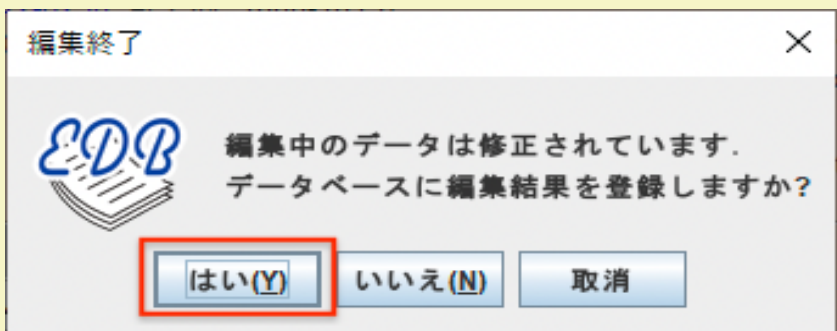 編集終了
EDB
編集中のデータは修正されています.
データベースに編集結果を登録しますか?
はい(Y) いいえ(N) 取消